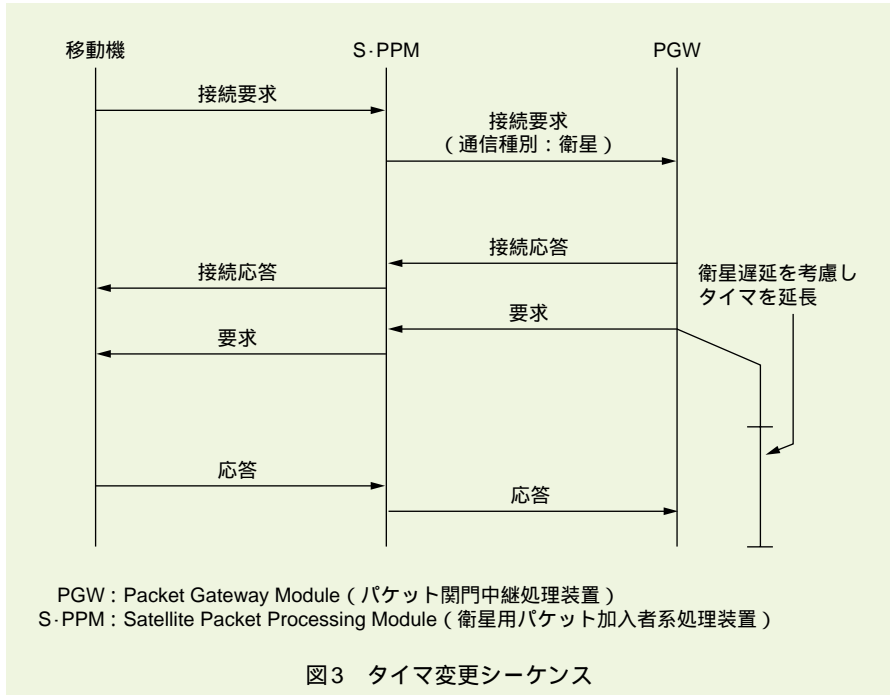 移動機
S·PPM
PGW
接続要求
接続要求
（通信種別：衛星）
接続応答
接続応答
衛星遅延を考慮し
タイマを延長
要求
要求
応答
応答
PGW：Packet Gateway Module（パケット関門中継処理装置）
S·PPM：Satellite Packet Processing Module（衛星用パケット加入者系処理装置）
図3 タイマ変更シーケンス